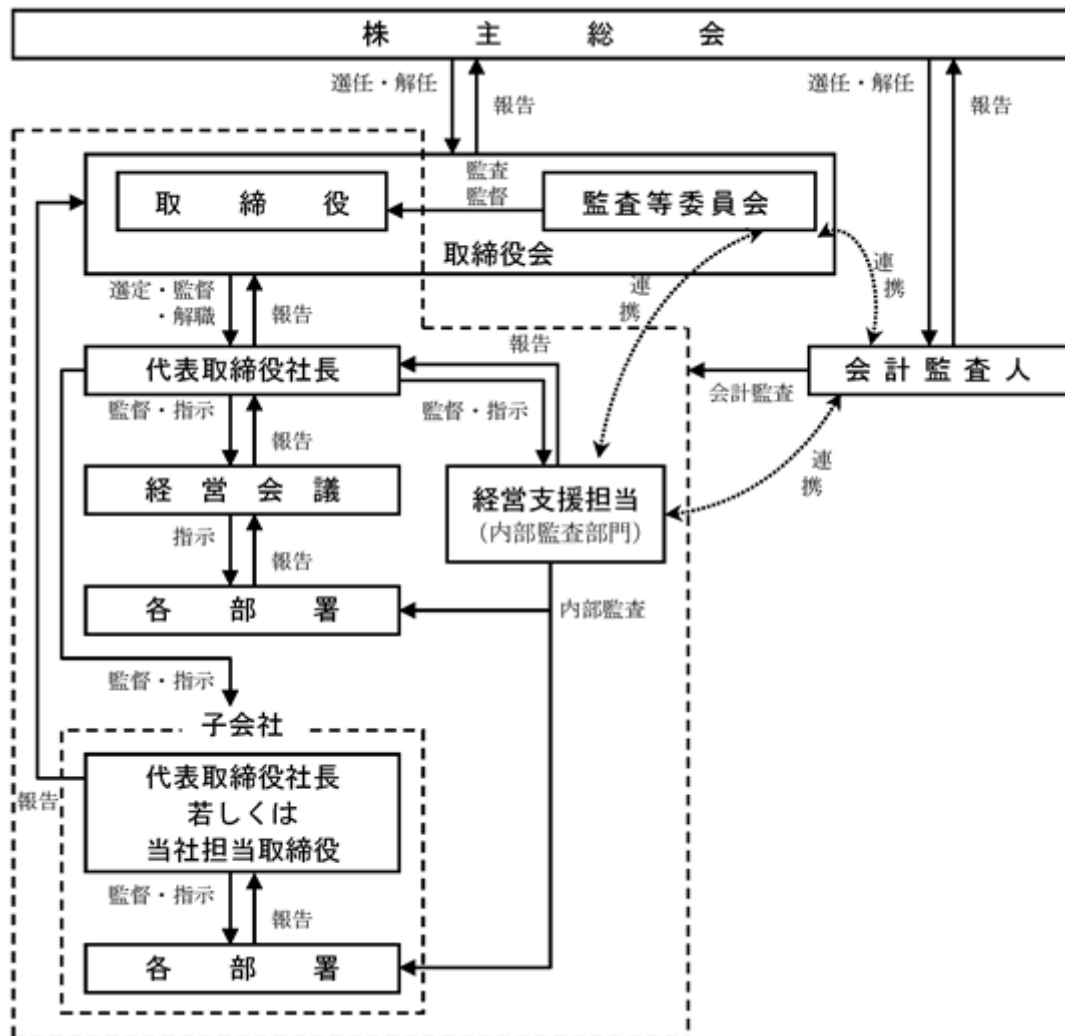 株主総会
選任・解任
報告
選任・解任
報告
監査
監督
取締役
監査等委員会
取締役会
選定・監督
・解職
報告
連
携
連
携
報告
代表取締役社長
会計監査人
会計監査
監督・指示
報告
監督・指示
連
携
経営会議
経営支援担当
（内部監査部門）
指示
報告
各部署
内部監査
監督・指示
子会社
代表取締役社長
若しくは
当社担当取締役
報告
監督・指示
報告
各部署